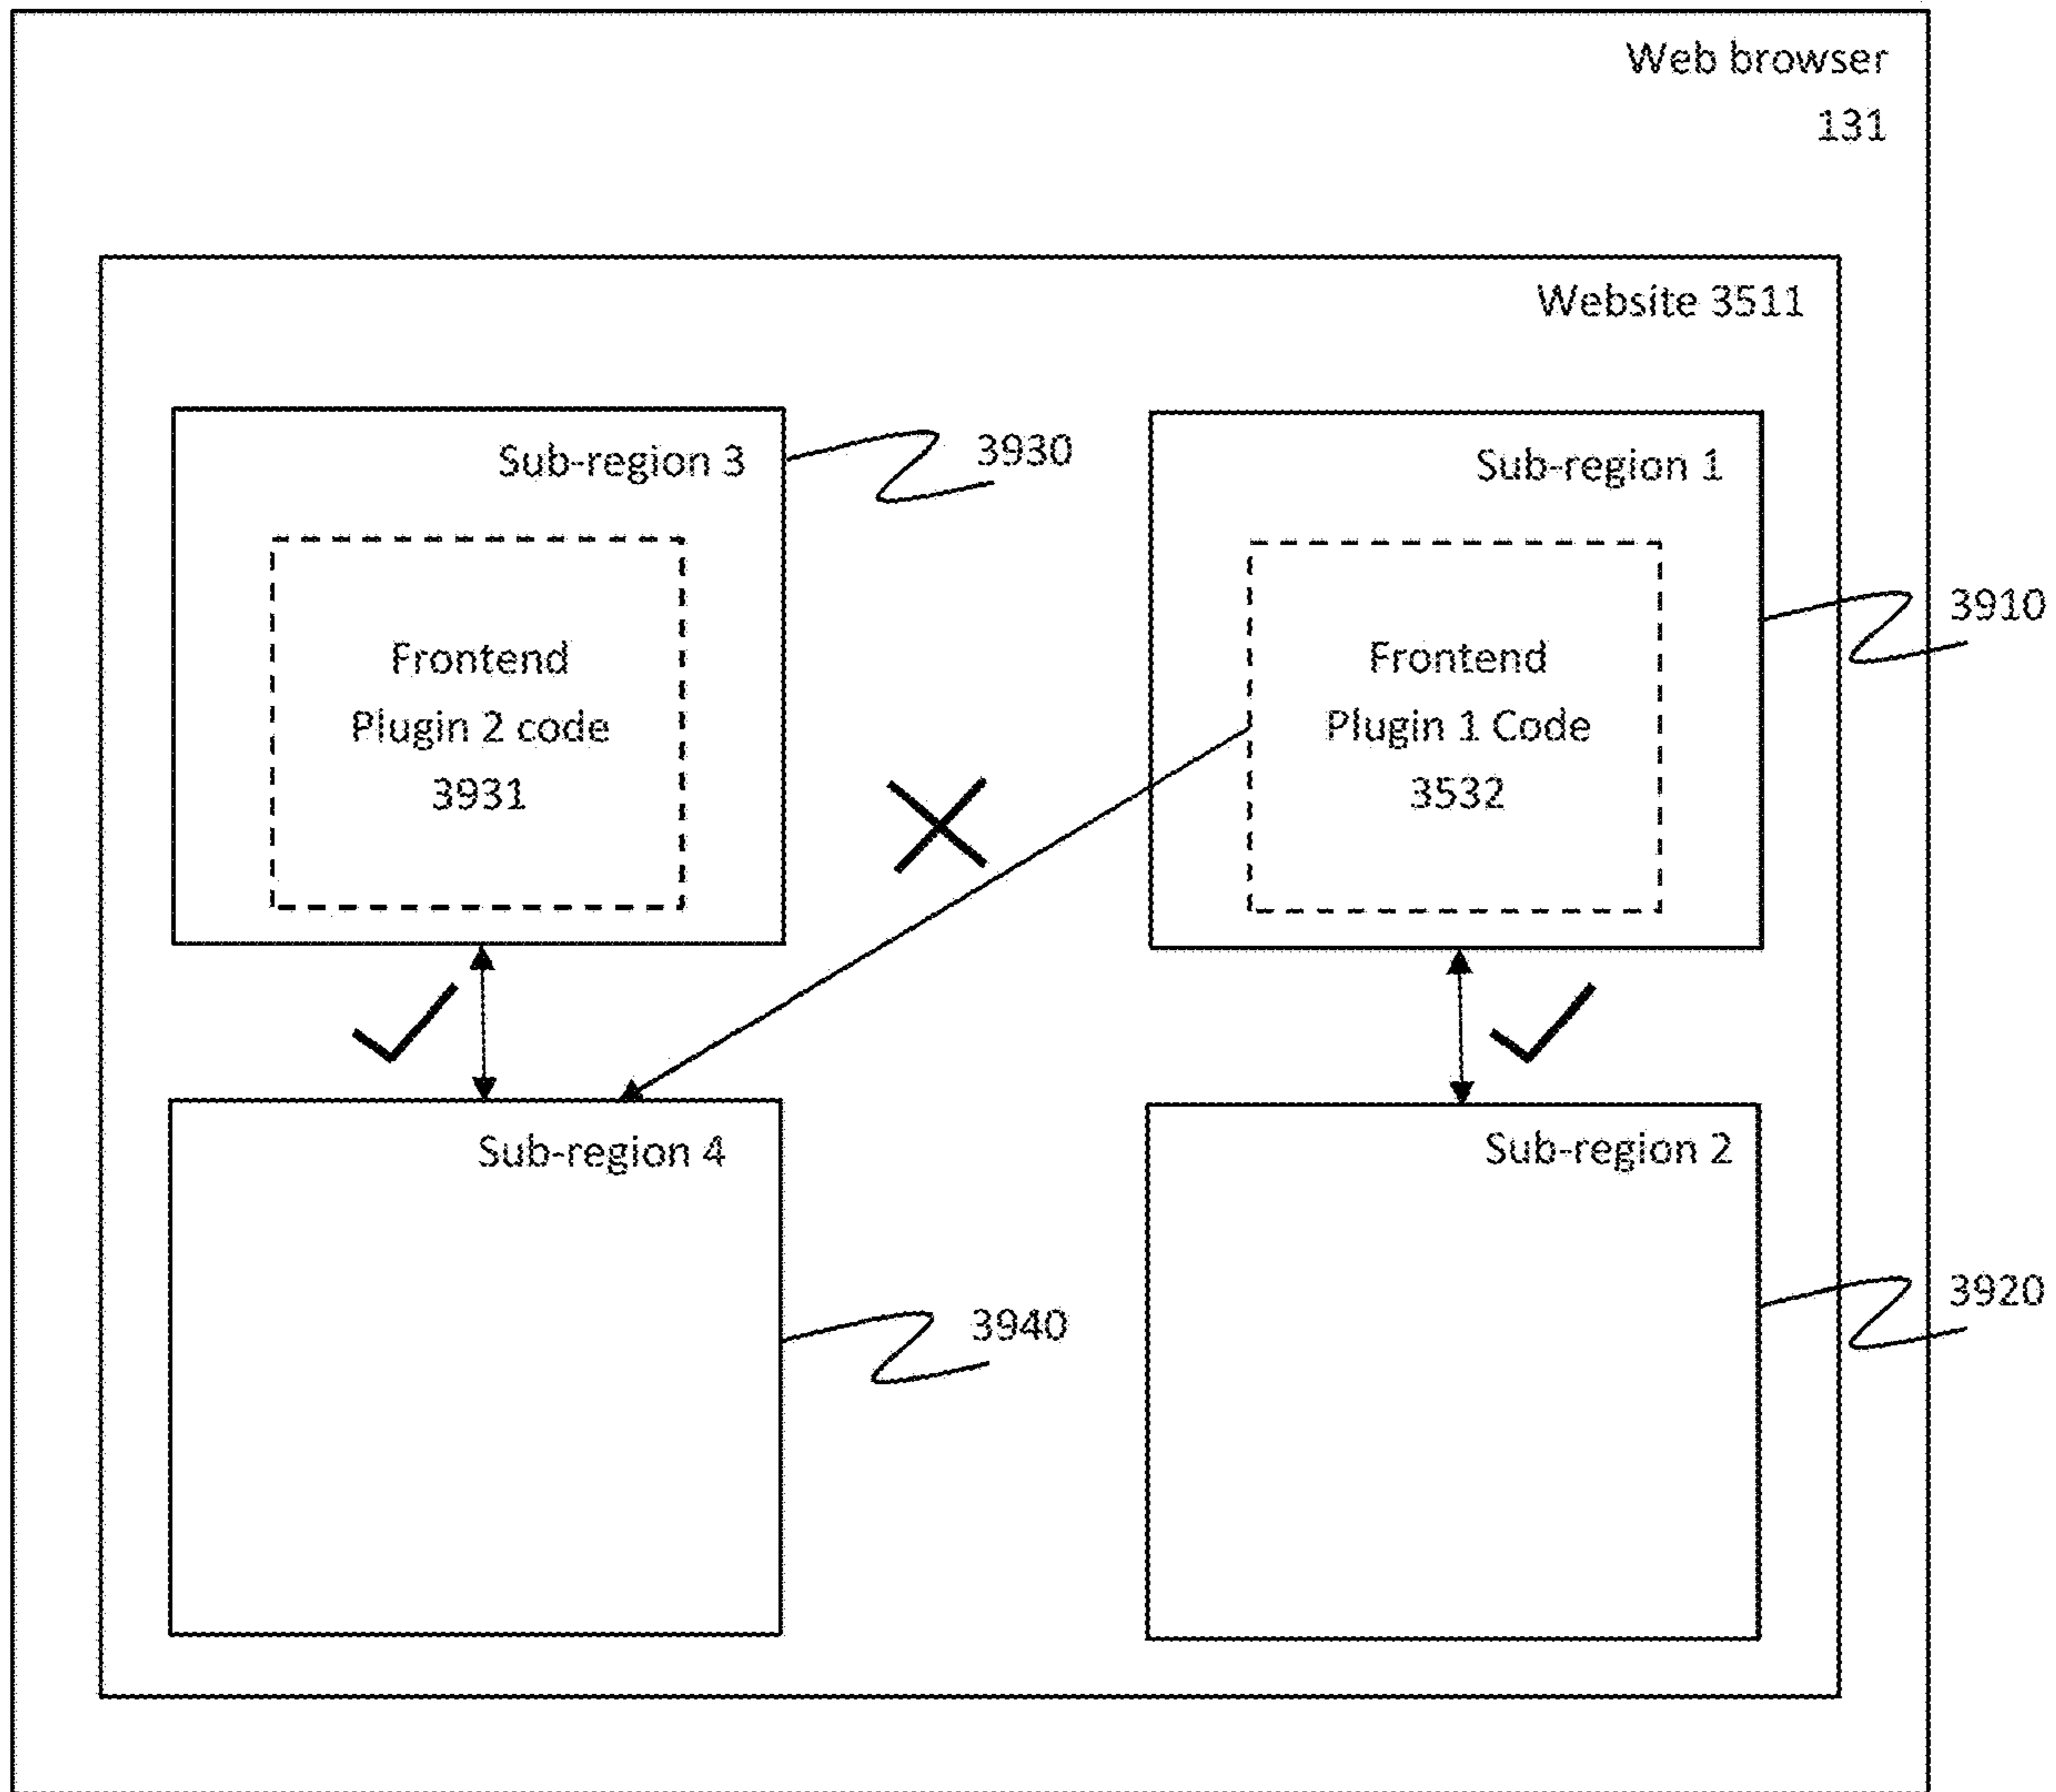 Web browser
131
Website 3511
Sub-region 3
3930
Sub-region 1
Frontend
Plugin 2 code
3931
Frontend
Plugin 1 Code
3532
3910
Sub-region 4
3940
Sub-region 2
3920